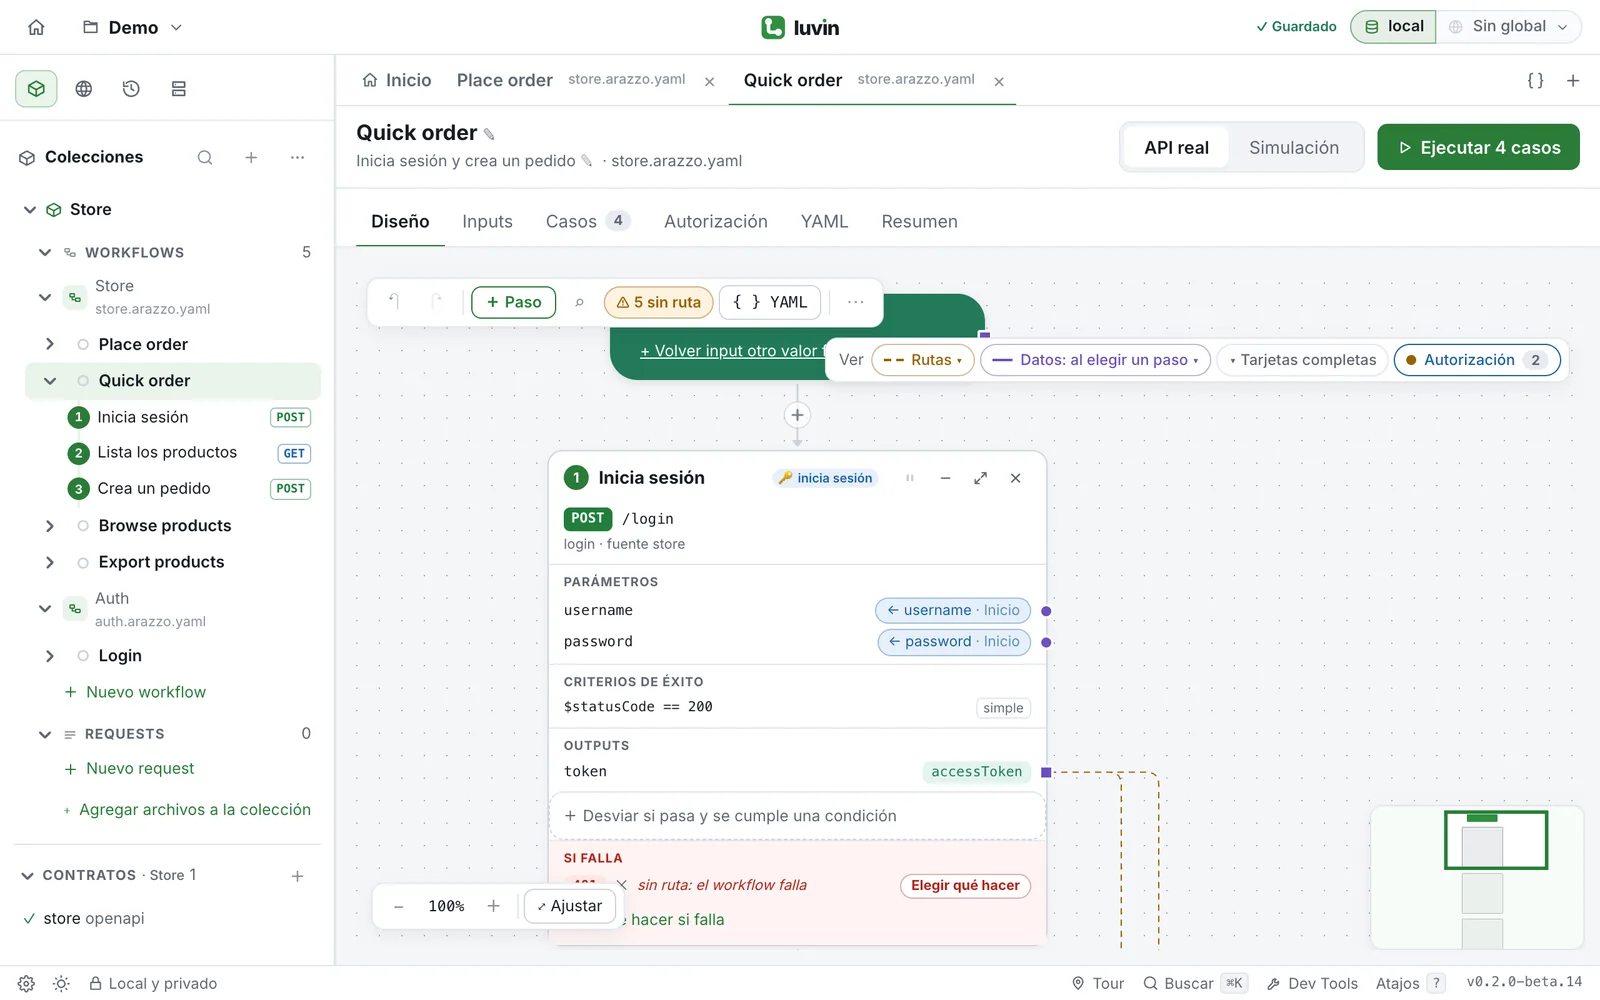 Demo
luvin
Guardado
local
Sin global
Inicio
Place order store.arazzo.yaml
Quick order store.arazzo.yaml
Quick order
Inicia sesión y crea un pedido · store.arazzo.yaml
API real
Simulación
Ejecutar 4 casos
Colecciones
Store
WORKFLOWS 5
Store
store.arazzo.yaml
Place order
Quick order
1 Inicia sesión POST
2 Lista los productos GET
3 Crea un pedido POST
Browse products
Export products
Auth
auth.arazzo.yaml
Login
+ Nuevo workflow
REQUESTS 0
+ Nuevo request
+ Agregar archivos a la colección
CONTRATOS · Store 1
store openapi
Diseño
Inputs
Casos 4
Autorización
YAML
Resumen
+ Paso
5 sin ruta
{ } YAML
+ Volver input otro valor
Ver
Rutas
Datos: al elegir un paso
Tarjetas completas
Autorización 2
1 Inicia sesión
inicia sesión
POST /login
login · fuente store
PARÁMETROS
username ← username · Inicio
password ← password · Inicio
CRITERIOS DE ÉXITO
$statusCode == 200 simple
OUTPUTS
token accessToken
+ Desviar si pasa y se cumple una condición
SI FALLA
sin ruta: el workflow falla
Elegir qué hacer
hacer si falla
− 100% +
Ajustar
Local y privado
Tour
Buscar ⌘K
Dev Tools
Atajos ?
v0.2.0-beta.14